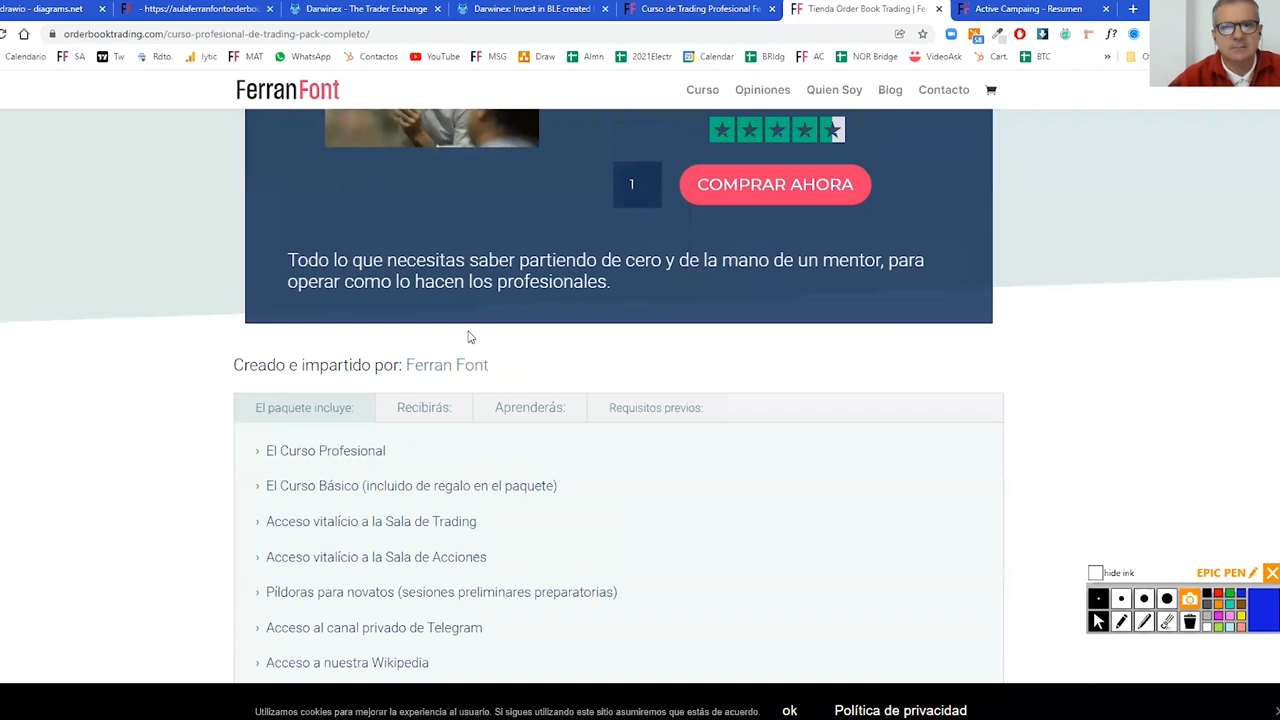 drawio - diagrams.net
- https://aulaferranfontorderbo
Darwinex - The Trader Exchange
Darwinex: Invest in BLE created
Curso de Trading Profesional Fe
Tienda Order Book Trading | Fe
Active Campaing - Resumen
orderbooktrading.com/curso-profesional-de-trading-pack-completo/
Calendario SA Tw Rdto. lytic MAT WhatsApp Contactos YouTube MSG Draw Almn 2021Electr Calendar BRIdg AC NOR Bridge VideoAsk Cart. BTC » O
FerranFont
Curso Opiniones Quien Soy Blog Contacto
1 COMPRAR AHORA
Todo lo que necesitas saber partiendo de cero y de la mano de un mentor, para
operar como lo hacen los profesionales.
Creado e impartido por: Ferran Font
El paquete incluye: Recibirás: Aprenderás: Requisitos previos:
› El Curso Profesional
› El Curso Básico (incluido de regalo en el paquete)
› Acceso vitalício a la Sala de Trading
› Acceso vitalício a la Sala de Acciones
› Píldoras para novatos (sesiones preliminares preparatorias)
› Acceso al canal privado de Telegram
› Acceso a nuestra Wikipedia
hide ink EPIC PEN
Utilizamos cookies para mejorar la experiencia al usuario. Si sigues utilizando este sitio asumiremos que estás de acuerdo. ok Política de privacidad